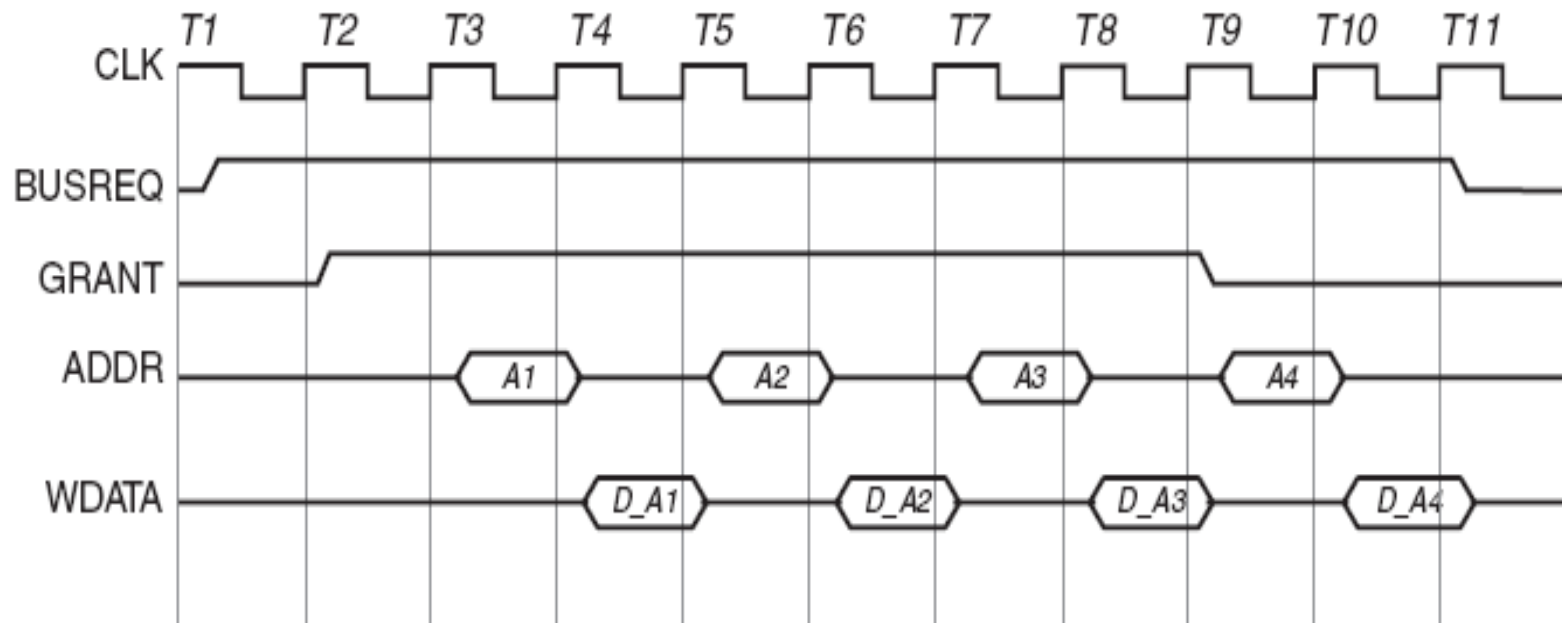 T1 T2 T3 T4 T5 T6 T7 T8 T9 T10 T11
CLK
BUSREQ
GRANT
ADDR A1 A2 A3 A4
WDATA D_A1 D_A2 D_A3 D_A4